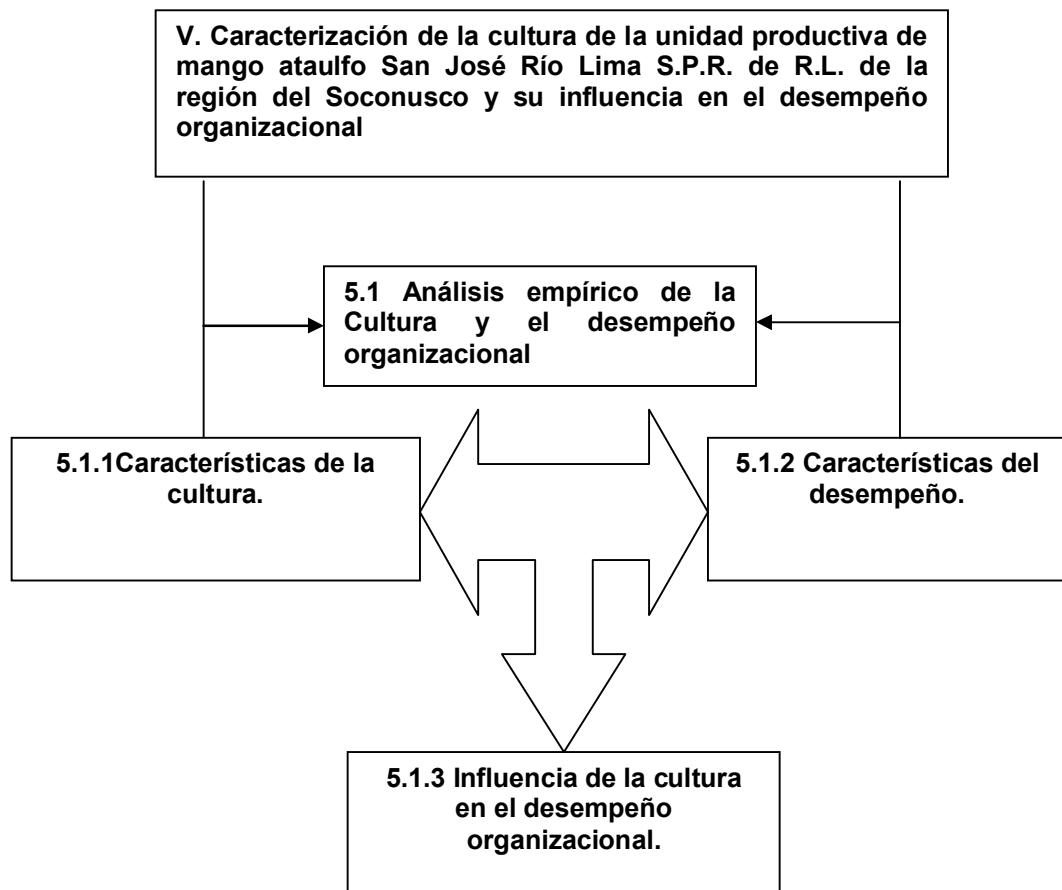 V. Caracterización de la cultura de la unidad productiva de
mango ataulfo San José Río Lima S.P.R. de R.L. de la
región del Soconusco y su influencia en el desempeño
organizacional
5.1 Análisis empírico de la
Cultura y el desempeño
organizacional
5.1.1Características de la
cultura.
5.1.2 Características del
desempeño.
5.1.3 Influencia de la cultura
en el desempeño
organizacional.